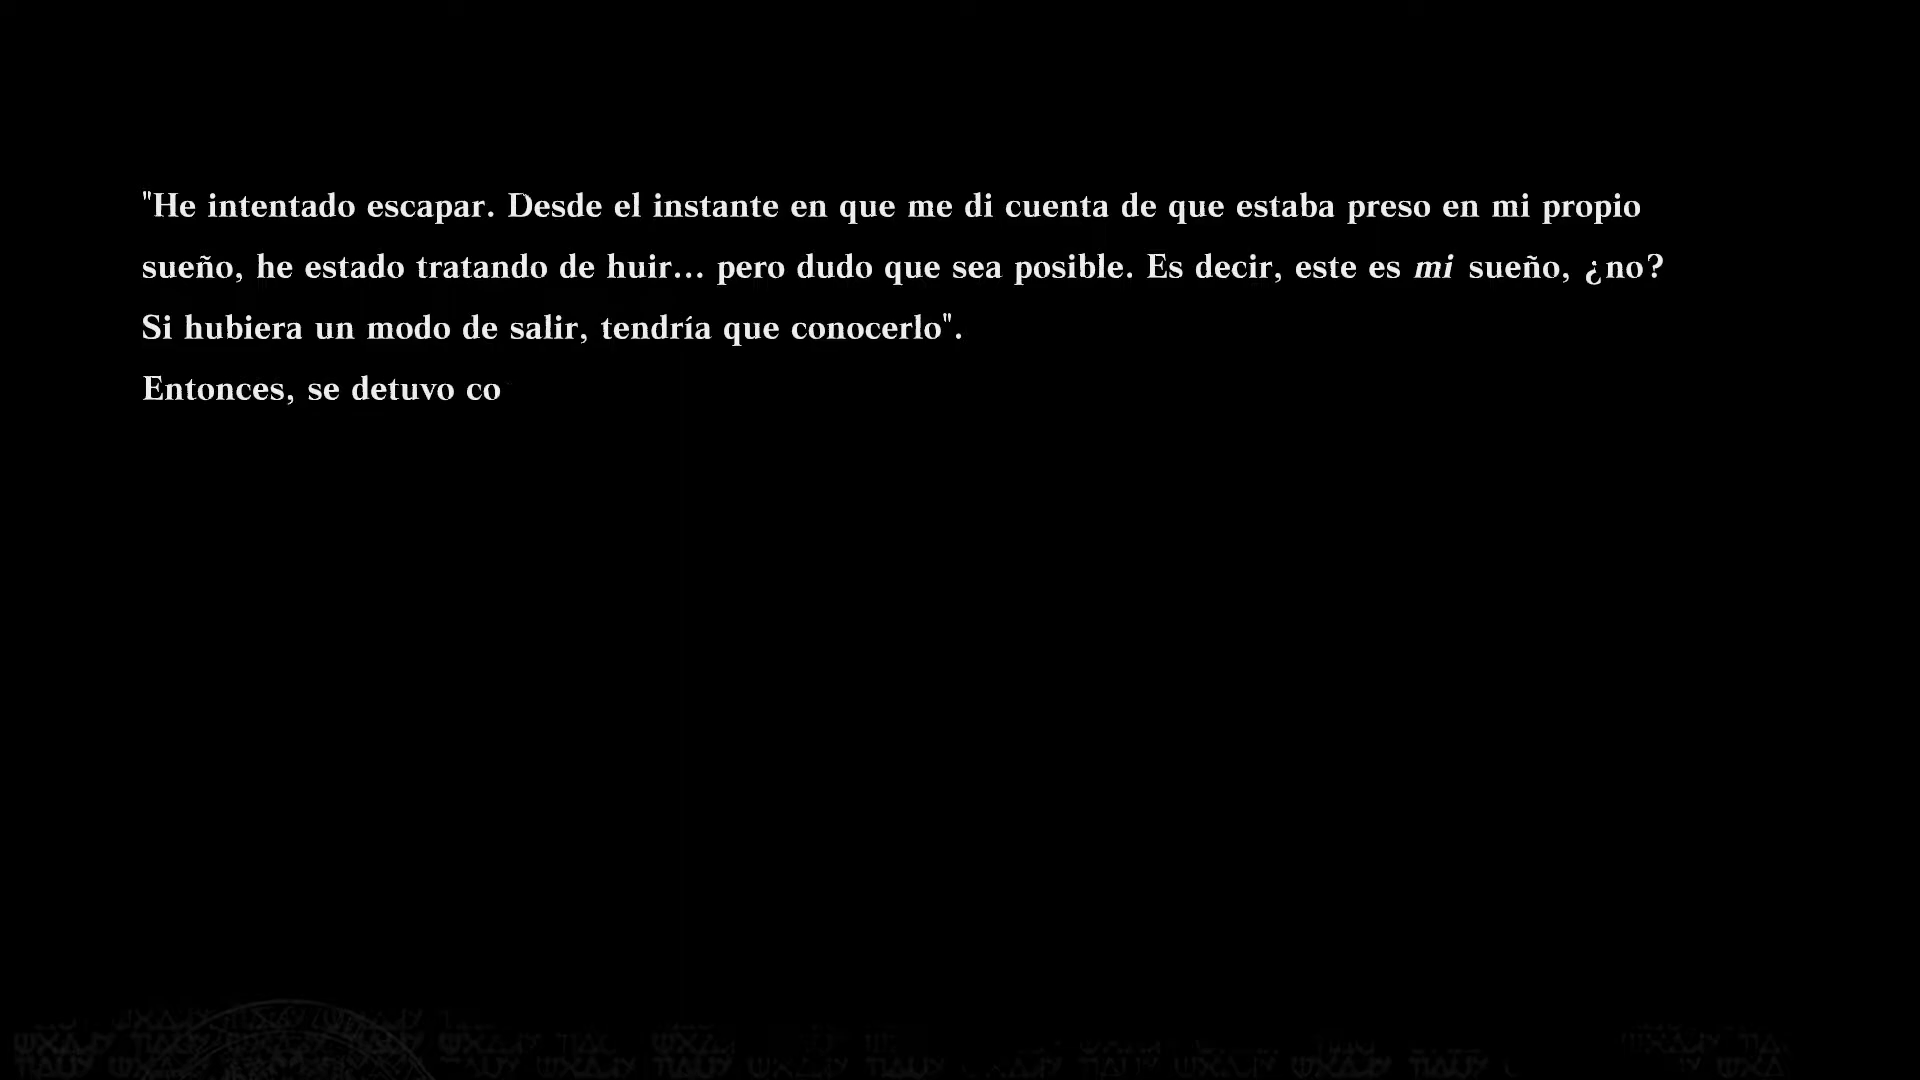 "He intentado escapar. Desde el instante en que me di cuenta de que estaba preso en mi propio
sueño, he estado tratando de huir... pero dudo que sea posible. Es decir, este es mi sueño, ¿no?
Si hubiera un modo de salir, tendría que conocerlo".
Entonces, se detuvo co